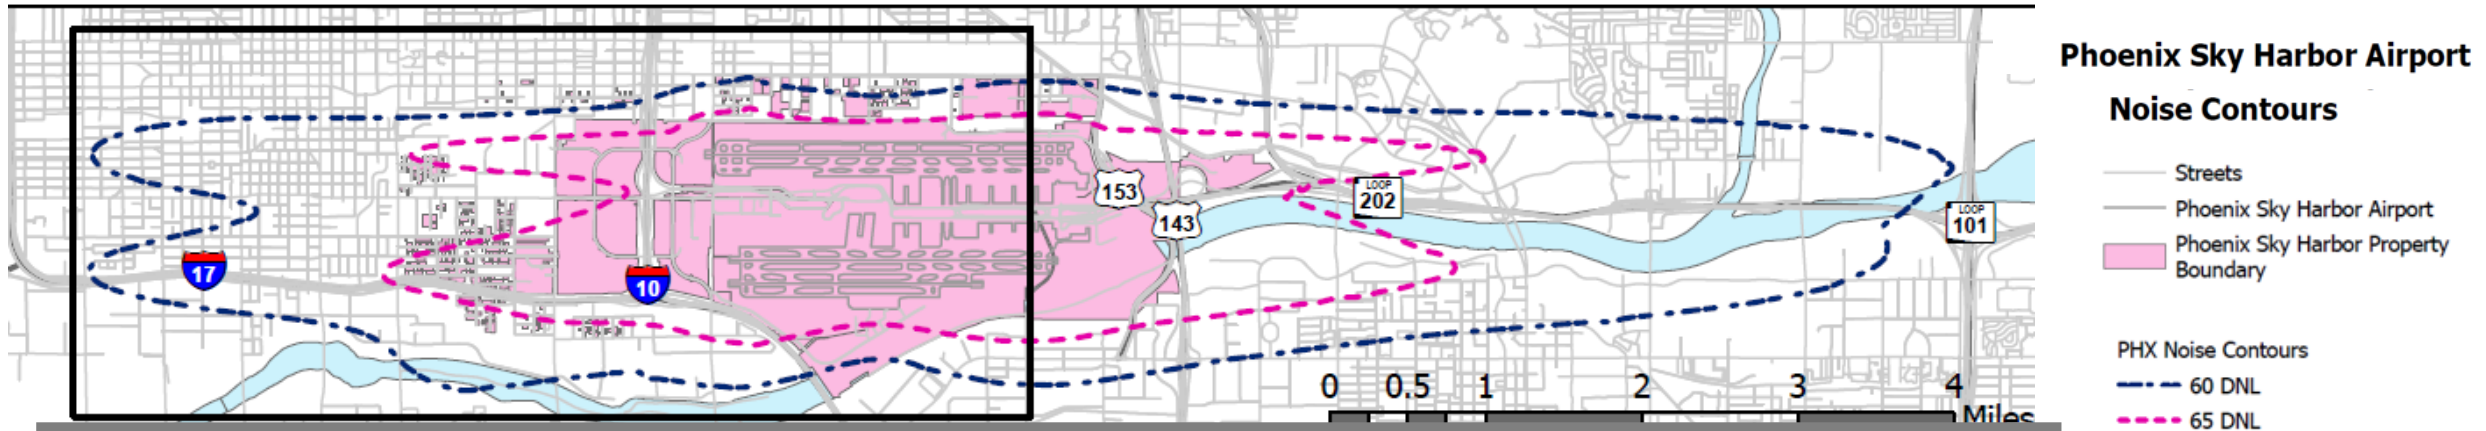 Phoenix Sky Harbor Airport
Noise Contours
Streets
Phoenix Sky Harbor Airport
Phoenix Sky Harbor Property
Boundary
PHX Noise Contours
60 DNL
65 DNL
153
LOOP
202
143
LOOP
101
17
10
0 0.5 1 2 3 4
Miles